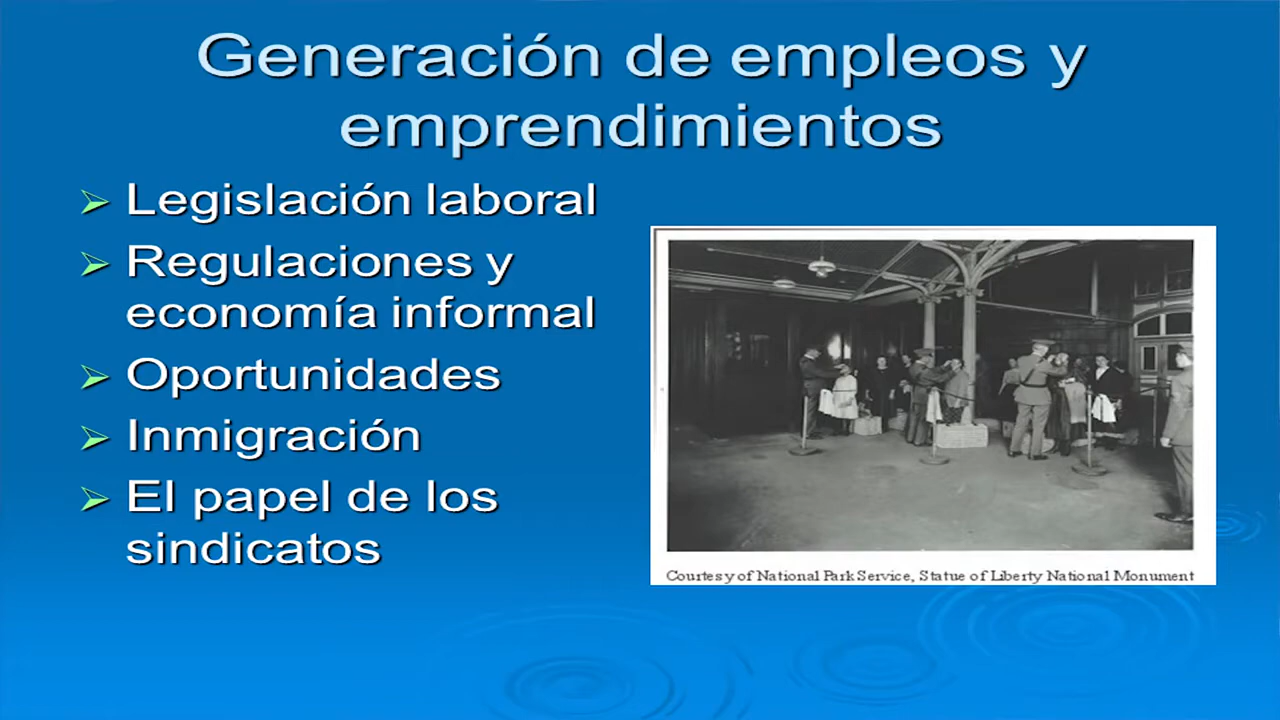 Generación de empleos y
emprendimientos
Legislación laboral
Regulaciones y
economía informal
Oportunidades
Inmigración
El papel de los
sindicatos
Courtesy of National Park Service, Statue of Liberty National Monument